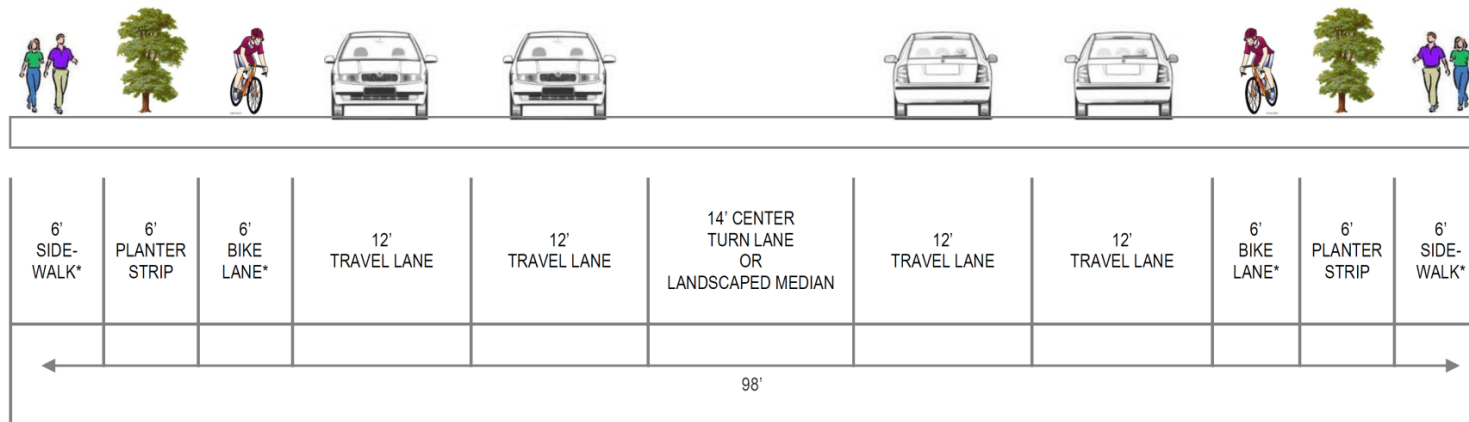 6’
SIDE-
WALK*
6’
PLANTER
STRIP
6’
BIKE
LANE*
12’
TRAVEL LANE
12’
TRAVEL LANE
14’ CENTER
TURN LANE
OR
LANDSCAPED MEDIAN
12’
TRAVEL LANE
12’
TRAVEL LANE
6’
BIKE
LANE*
6’
PLANTER
STRIP
6’
SIDE-
WALK*
98’